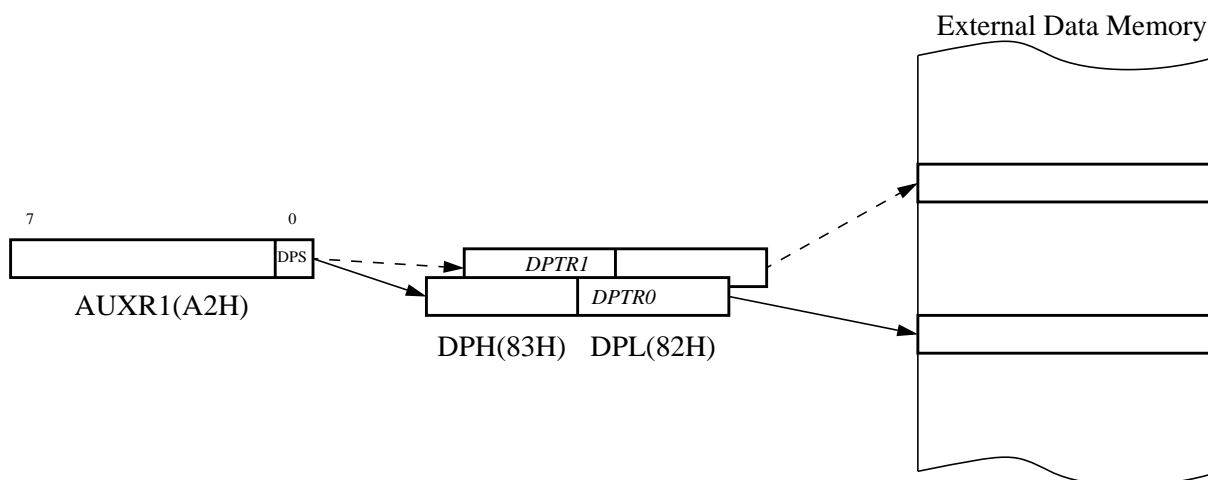 External Data Memory
7 0
DPS
DPTR1
DPTR0
AUXR1(A2H)
DPH(83H) DPL(82H)